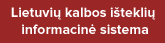 Lietuvių kalbos išteklių
informacinė sistema